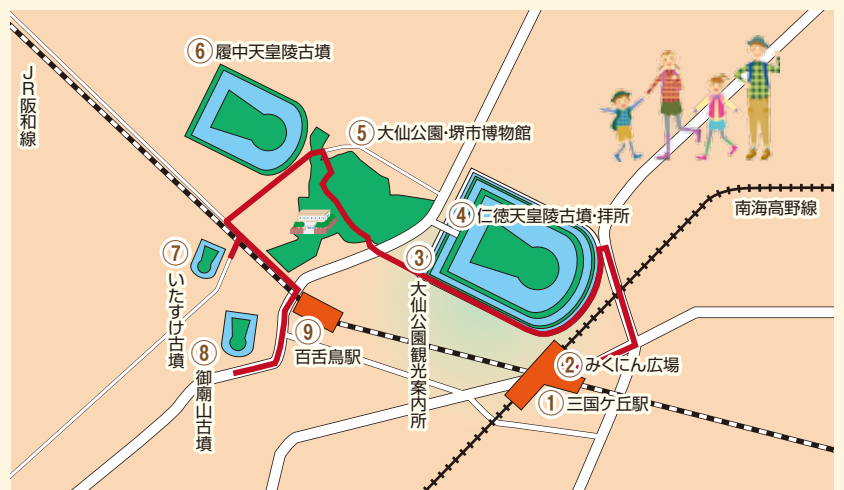 ⑥履中天皇陵古墳
JR阪和線
⑤大仙公園・堺市博物館
④仁徳天皇陵古墳・拝所
南海高野線
③大仙公園観光案内所
⑦いたすけ古墳
⑧御廟山古墳
⑨百舌鳥駅
②みくにん広場
①三国ケ丘駅